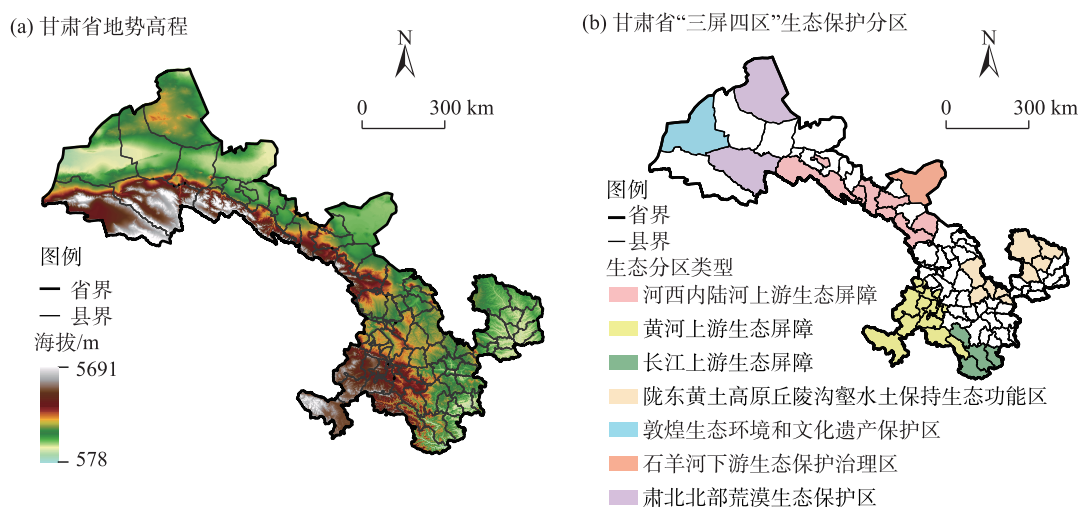 (a) 甘肃省地势高程
N
0 300 km
图例
省界
县界
海拔/m
5691
578
(b) 甘肃省“三屏四区”生态保护分区
N
0 300 km
图例
省界
县界
生态分区类型
河西内陆河上游生态屏障
黄河上游生态屏障
长江上游生态屏障
陇东黄土高原丘陵沟壑水土保持生态功能区
敦煌生态环境和文化遗产保护区
石羊河下游生态保护治理区
肃北北部荒漠生态保护区